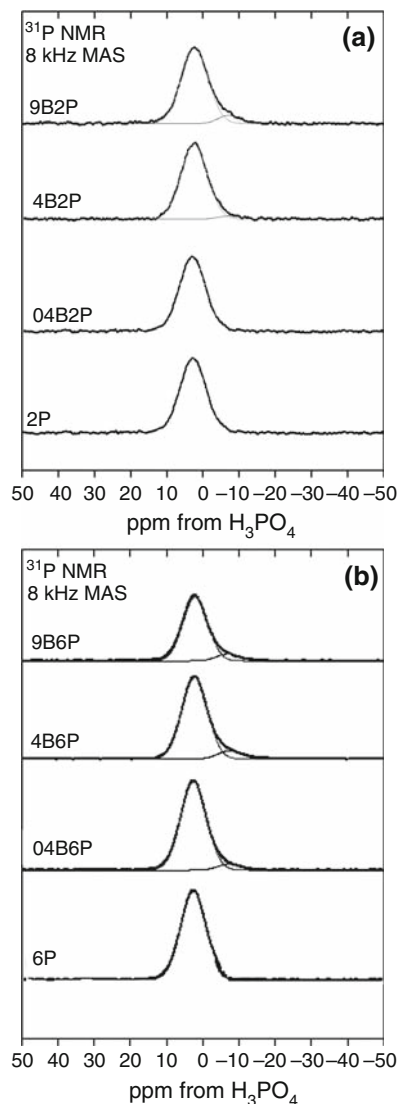 ³¹P NMR
8 kHz MAS
(a)
9B2P
4B2P
04B2P
2P
50 40 30 20 10 0 –10 –20 –30 –40 –50
ppm from H₃PO₄
³¹P NMR
8 kHz MAS
(b)
9B6P
4B6P
04B6P
6P
50 40 30 20 10 0 –10 –20 –30 –40 –50
ppm from H₃PO₄